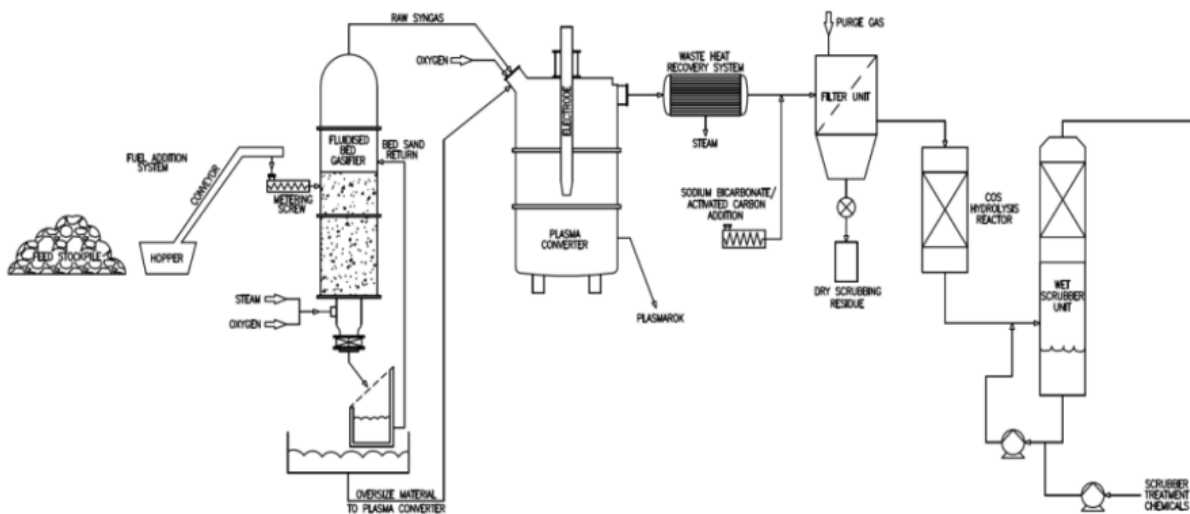 RAW SYNGAS
OXYGEN
ELECTRODE
WASTE HEAT
RECOVERY SYSTEM
STEAM
PURGE GAS
FILTER UNIT
FUEL ADDITION
SYSTEM
CONVEYOR
FLUIDISED
BED
GASIFIER
BED SAND
RETURN
METERING
SCREW
FEED STOCKPILE
HOPPER
STEAM
OXYGEN
PLASMA
CONVERTER
PLASMAROK
SODIUM BICARBONATE/
ACTIVATED CARBON
ADDITION
DRY SCRUBBING
RESIDUE
COS
HYDROLYSIS
REACTOR
WET
SCRUBBER
UNIT
OVERSIZE MATERIAL
TO PLASMA CONVERTER
SCRUBBER
TREATMENT
CHEMICALS